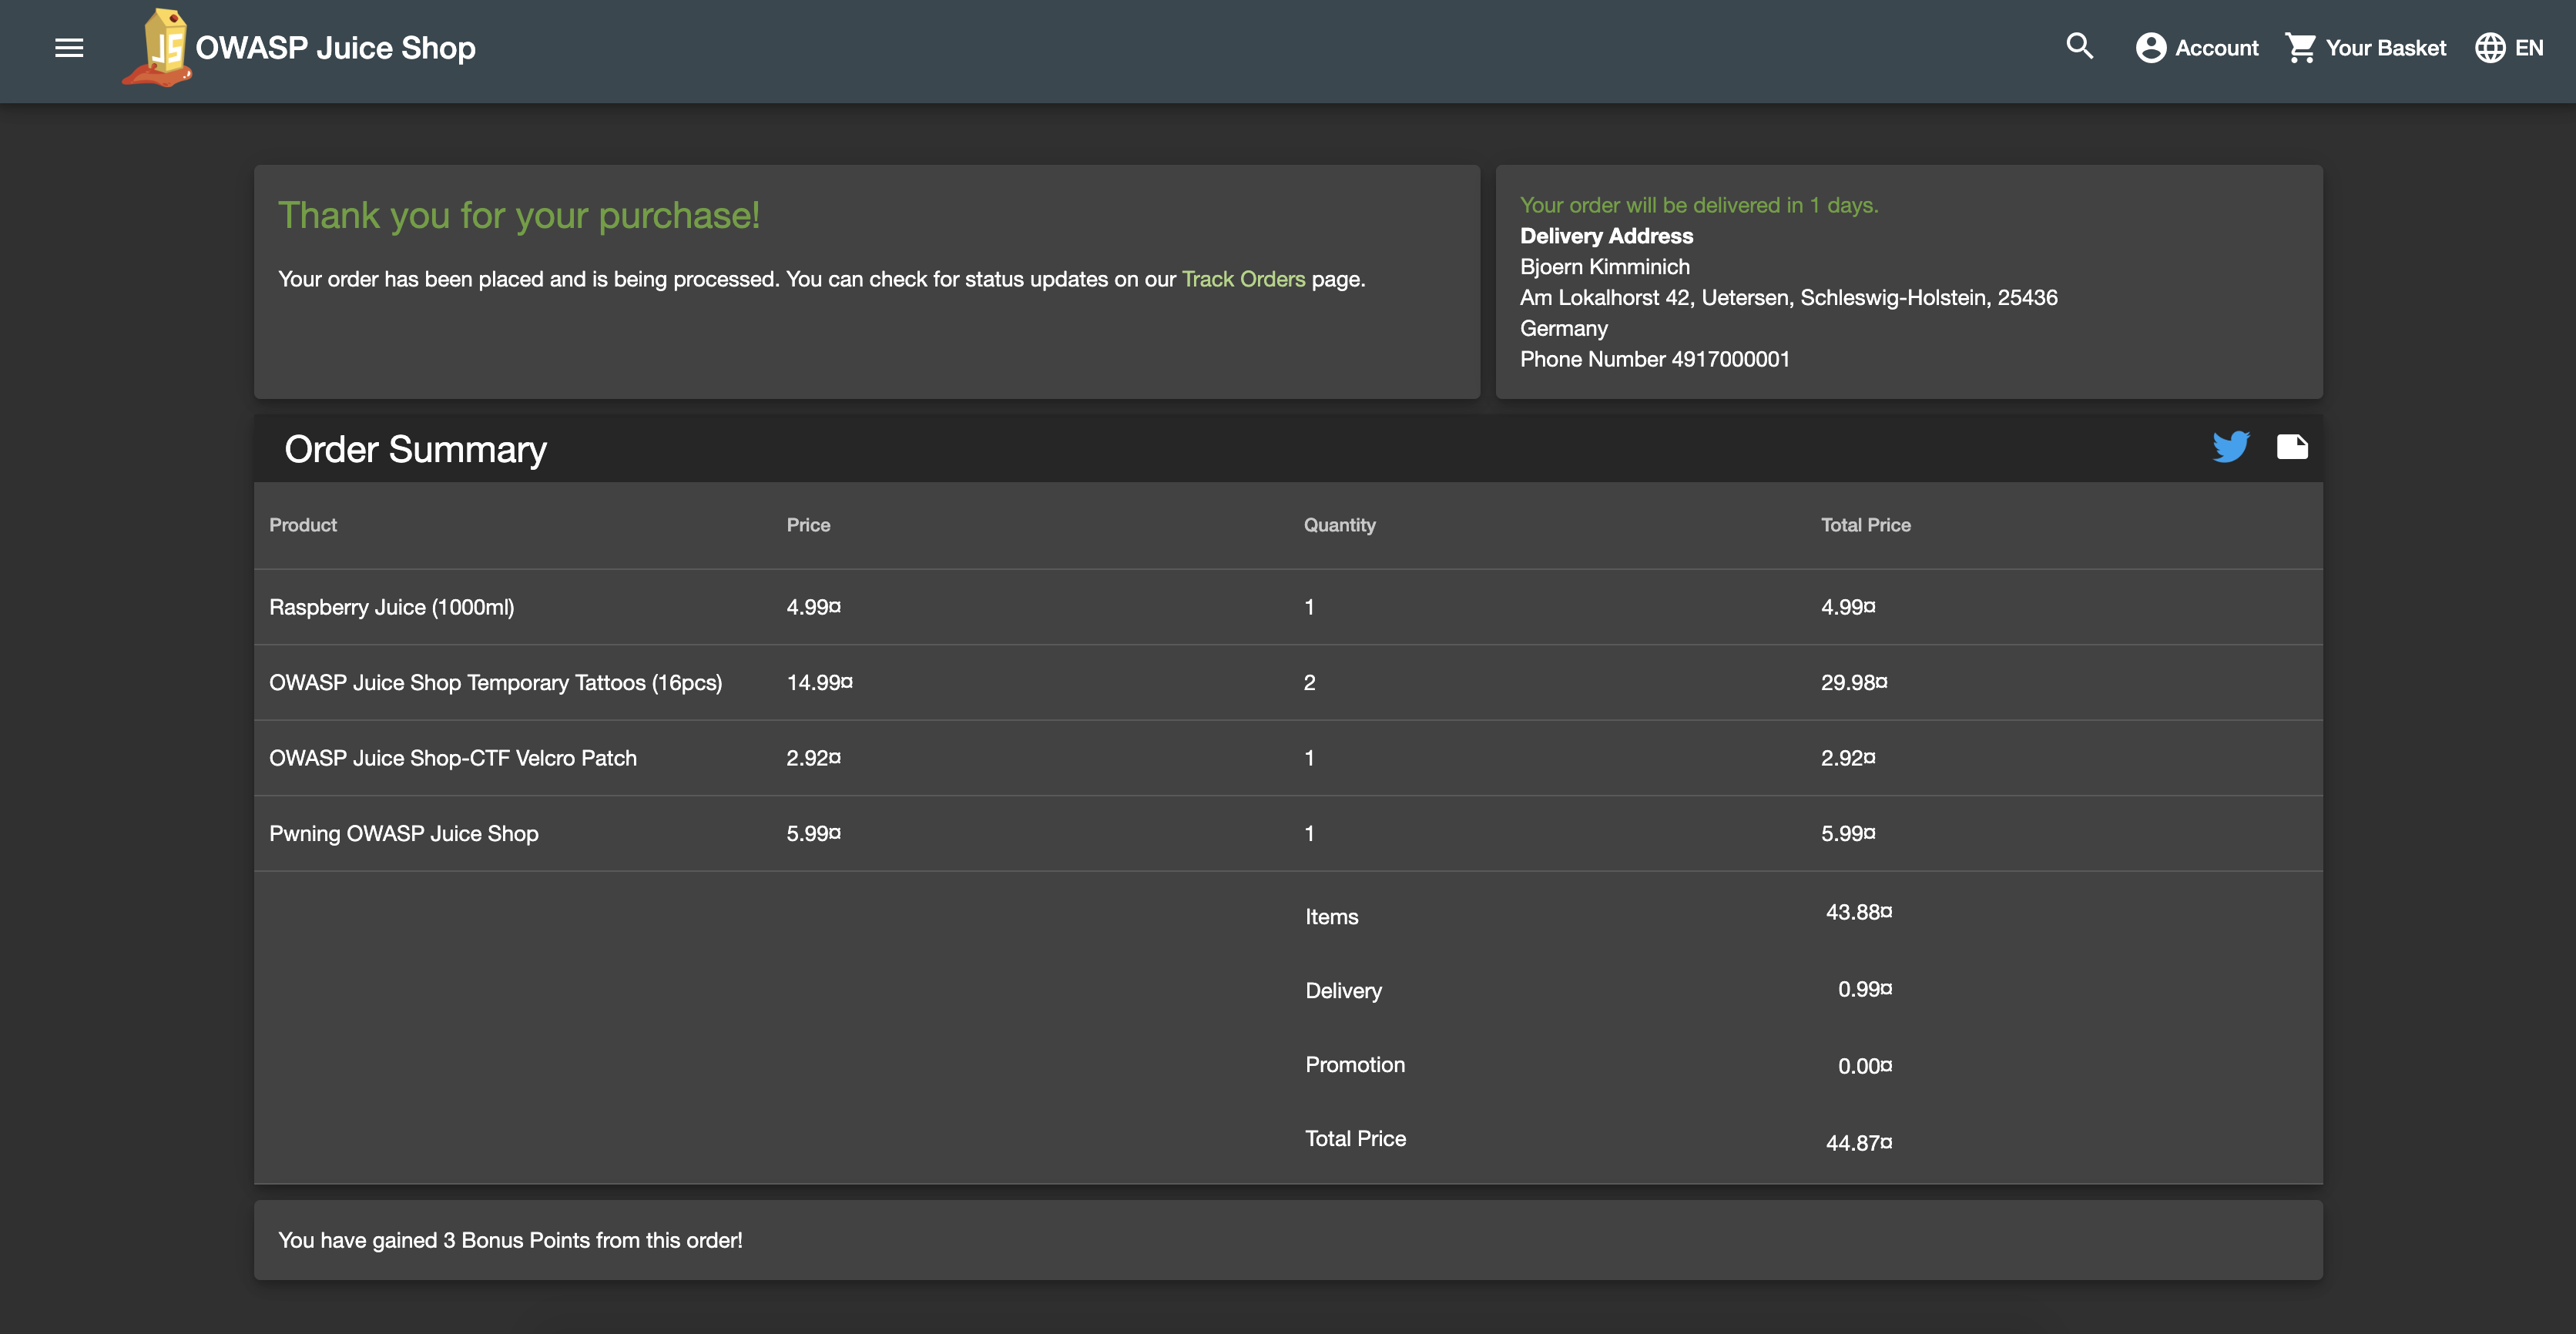 OWASP Juice Shop
Account
Your Basket
EN
Thank you for your purchase!
Your order has been placed and is being processed. You can check for status updates on our Track Orders page.
Your order will be delivered in 1 days.
Delivery Address
Bjoern Kimminich
Am Lokalhorst 42, Uetersen, Schleswig-Holstein, 25436
Germany
Phone Number 4917000001
Order Summary
Product Price Quantity Total Price
Raspberry Juice (1000ml) 4.99¤ 1 4.99¤
OWASP Juice Shop Temporary Tattoos (16pcs) 14.99¤ 2 29.98¤
OWASP Juice Shop-CTF Velcro Patch 2.92¤ 1 2.92¤
Pwning OWASP Juice Shop 5.99¤ 1 5.99¤
Items 43.88¤
Delivery 0.99¤
Promotion 0.00¤
Total Price 44.87¤
You have gained 3 Bonus Points from this order!